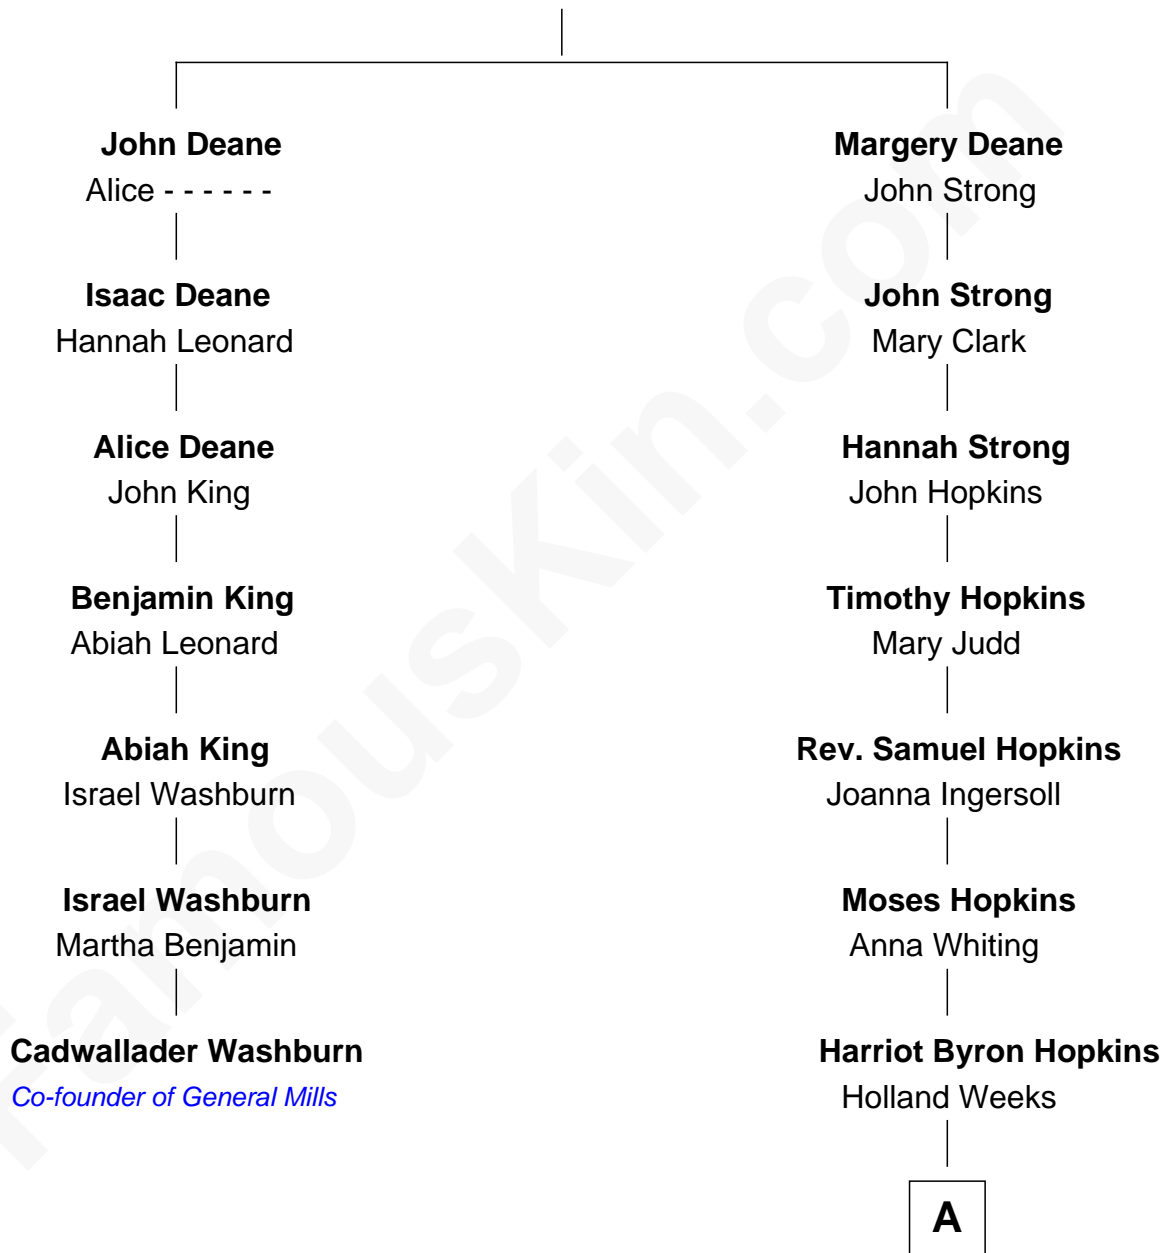 John Deane
Alice - - - - - -
Margery Deane
John Strong
Isaac Deane
Hannah Leonard
John Strong
Mary Clark
Alice Deane
John King
Hannah Strong
John Hopkins
Benjamin King
Abiah Leonard
Timothy Hopkins
Mary Judd
Abiah King
Israel Washburn
Rev. Samuel Hopkins
Joanna Ingersoll
Israel Washburn
Martha Benjamin
Moses Hopkins
Anna Whiting
Cadwallader Washburn
Co-founder of General Mills
Harriot Byron Hopkins
Holland Weeks
A
FamousKin.com